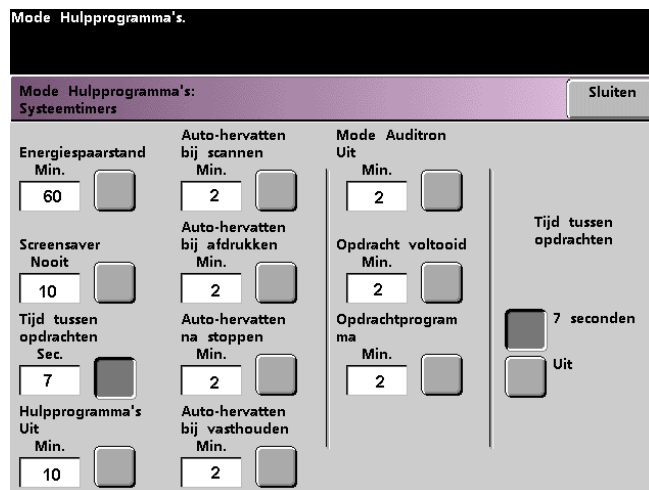 Mode Hulpprogramma's.
Mode Hulpprogramma's:
Systeemtimers
Sluiten
Energiespaarstand
Min.
60
Screensaver
Nooit
10
Tijd tussen
opdrachten
Sec.
7
Hulpprogramma's
Uit
Min.
10
Auto-hervatten
bij scannen
Min.
2
Auto-hervatten
bij afdrukken
Min.
2
Auto-hervatten
na stoppen
Min.
2
Auto-hervatten
bij vasthouden
Min.
2
Mode Auditron
Uit
Min.
2
Opdracht voltooid
Min.
2
Opdrachtprogram
ma
Min.
2
Tijd tussen
opdrachten
7 seconden
Uit